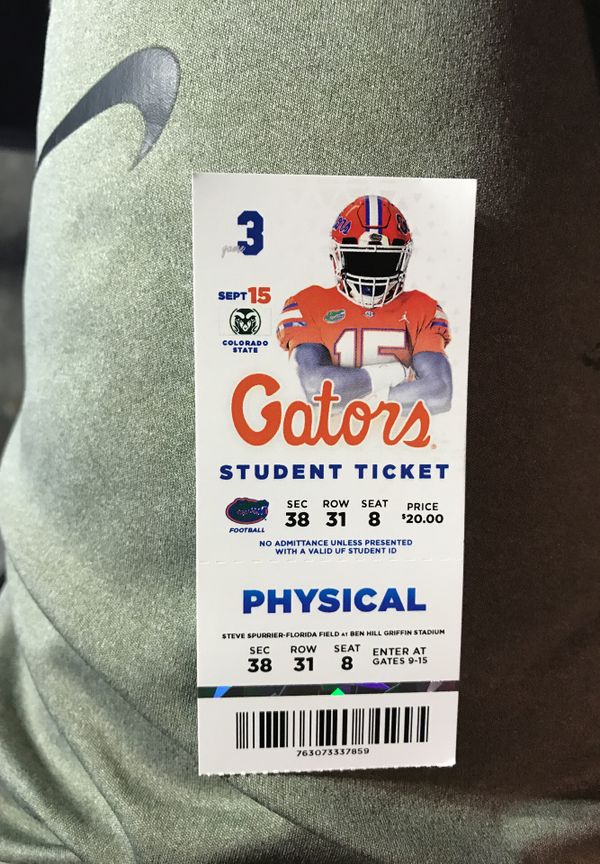 game 3
SEPT 15
COLORADO
STATE
15
Gators
STUDENT TICKET
SEC ROW SEAT PRICE
38 31 8 $20.00
FOOTBALL
NO ADMITTANCE UNLESS PRESENTED
WITH A VALID UF STUDENT ID
PHYSICAL
STEVE SPURRIER-FLORIDA FIELD AT BEN HILL GRIFFIN STADIUM
SEC ROW SEAT ENTER AT
38 31 8 GATES 9-15
763073337859